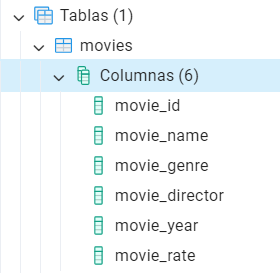 Tablas (1)
movies
Columnas (6)
movie_id
movie_name
movie_genre
movie_director
movie_year
movie_rate